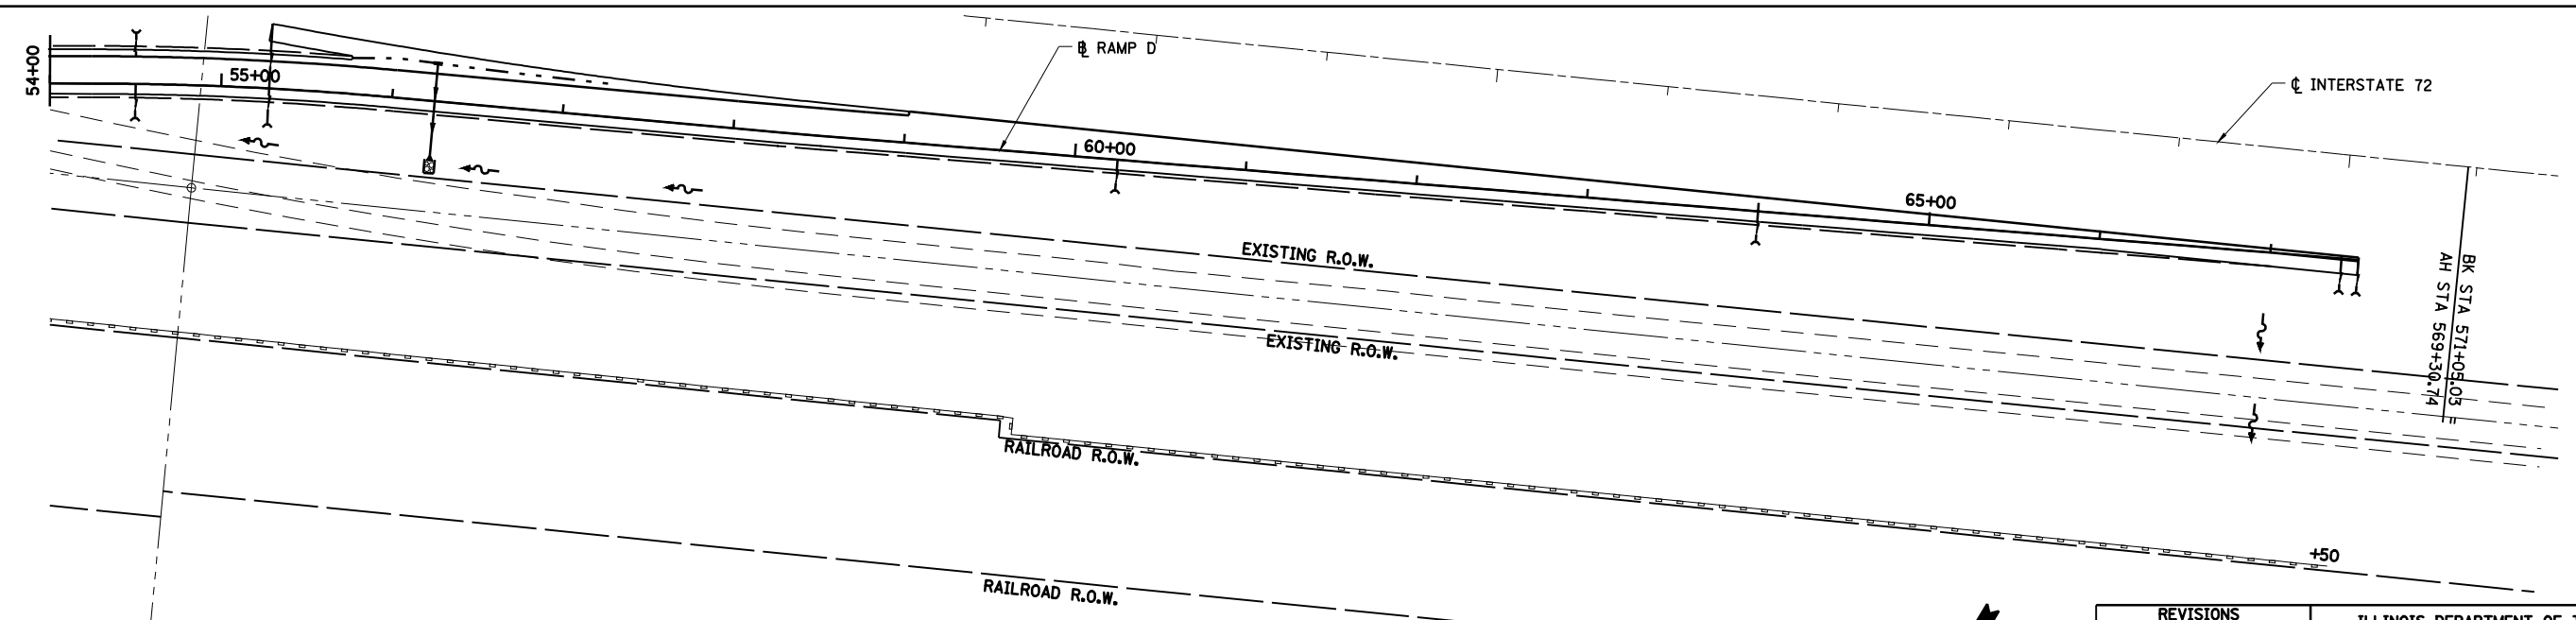 54+00
55+00
℄ RAMP D
℄ INTERSTATE 72
60+00
65+00
EXISTING R.O.W.
EXISTING R.O.W.
BK STA 571+05.03 =
AH STA 569+30.74
RAILROAD R.O.W.
+50
RAILROAD R.O.W.
REVISIONS